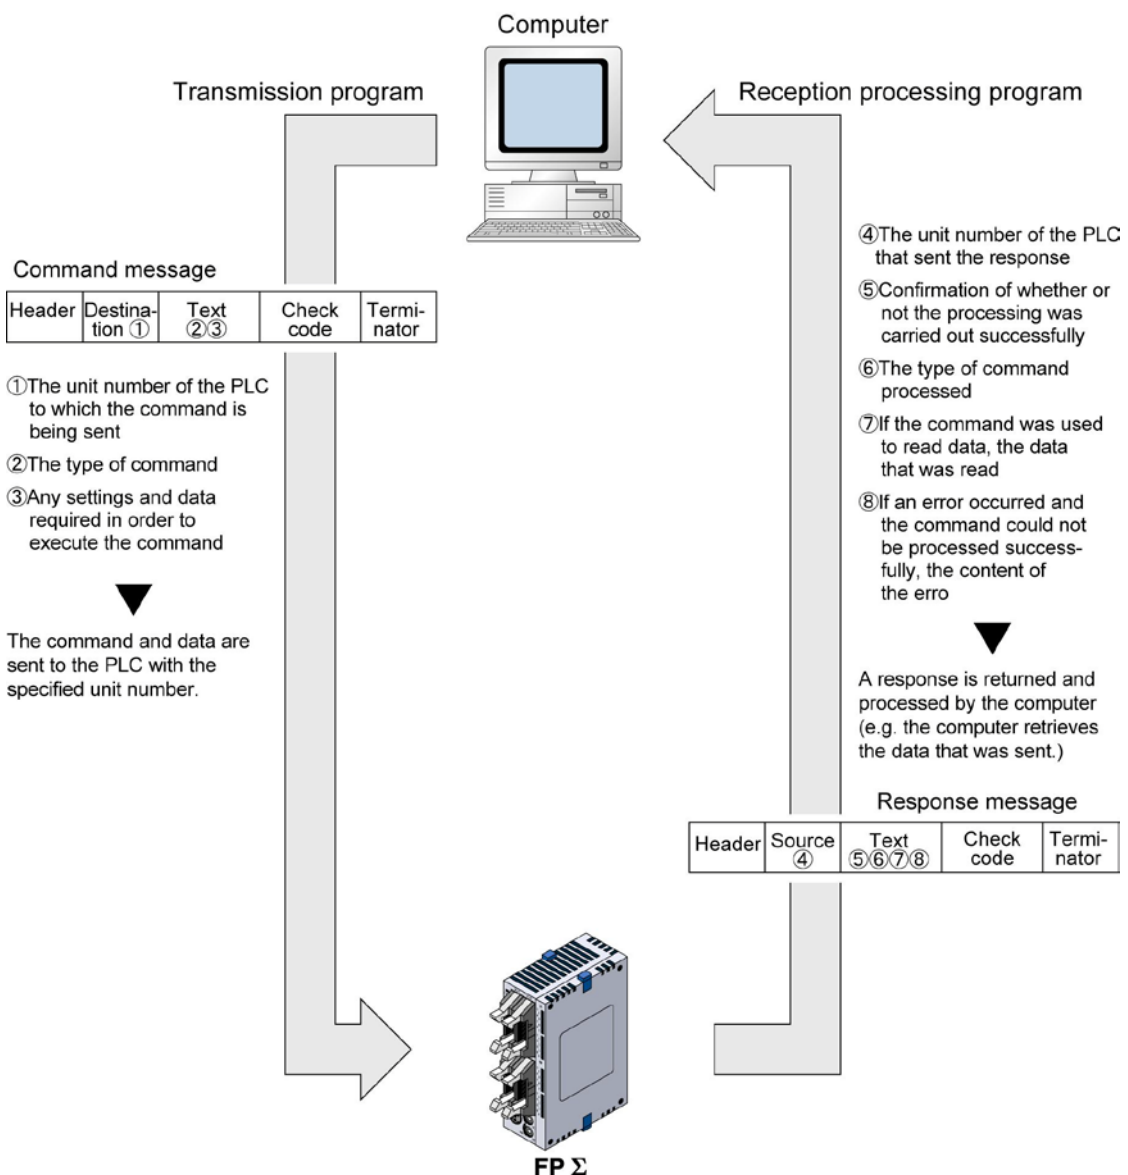 Computer
Transmission program
Reception processing program
Command message
Header
Destina-
tion ①
Text
②③
Check
code
Termi-
nator
①The unit number of the PLC
to which the command is
being sent
②The type of command
③Any settings and data
required in order to
execute the command
The command and data are
sent to the PLC with the
specified unit number.
④The unit number of the PLC
that sent the response
⑤Confirmation of whether or
not the processing was
carried out successfully
⑥The type of command
processed
⑦If the command was used
to read data, the data
that was read
⑧If an error occurred and
the command could not
be processed success-
fully, the content of
the erro
A response is returned and
processed by the computer
(e.g. the computer retrieves
the data that was sent.)
Response message
Header
Source
④
Text
⑤⑥⑦⑧
Check
code
Termi-
nator
FP Σ